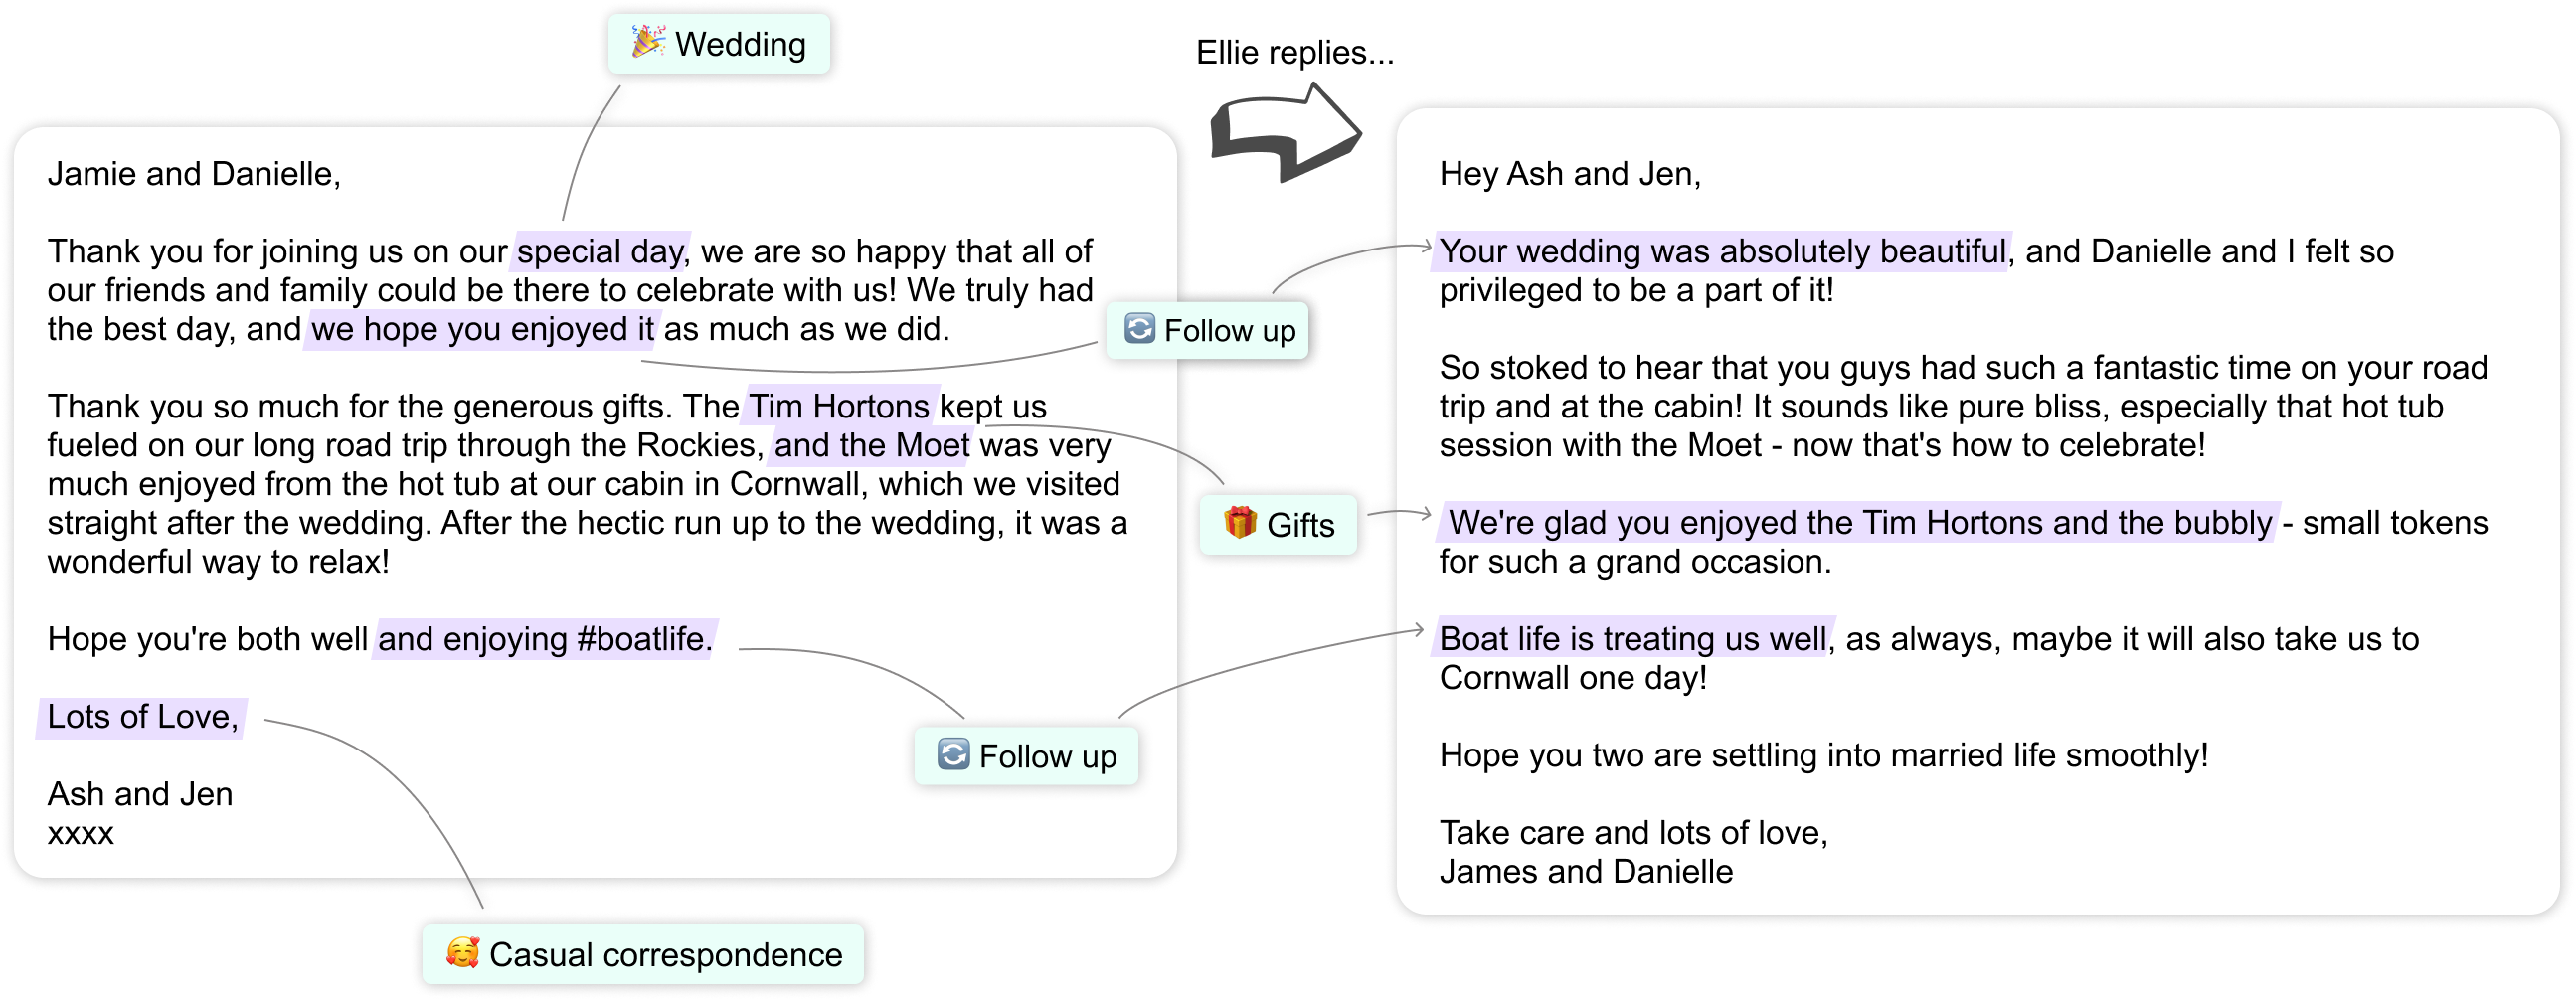 🎉 Wedding
Ellie replies...
Jamie and Danielle,
Thank you for joining us on our special day, we are so happy that all of
our friends and family could be there to celebrate with us! We truly had
the best day, and we hope you enjoyed it as much as we did.
Thank you so much for the generous gifts. The Tim Hortons kept us
fueled on our long road trip through the Rockies, and the Moet was very
much enjoyed from the hot tub at our cabin in Cornwall, which we visited
straight after the wedding. After the hectic run up to the wedding, it was a
wonderful way to relax!
Hope you're both well and enjoying #boatlife.
Lots of Love,
Ash and Jen
xxxx
🔄 Follow up
🎁 Gifts
🔄 Follow up
🥰 Casual correspondence
Hey Ash and Jen,
Your wedding was absolutely beautiful, and Danielle and I felt so
privileged to be a part of it!
So stoked to hear that you guys had such a fantastic time on your road
trip and at the cabin! It sounds like pure bliss, especially that hot tub
session with the Moet - now that's how to celebrate!
We're glad you enjoyed the Tim Hortons and the bubbly - small tokens
for such a grand occasion.
Boat life is treating us well, as always, maybe it will also take us to
Cornwall one day!
Hope you two are settling into married life smoothly!
Take care and lots of love,
James and Danielle